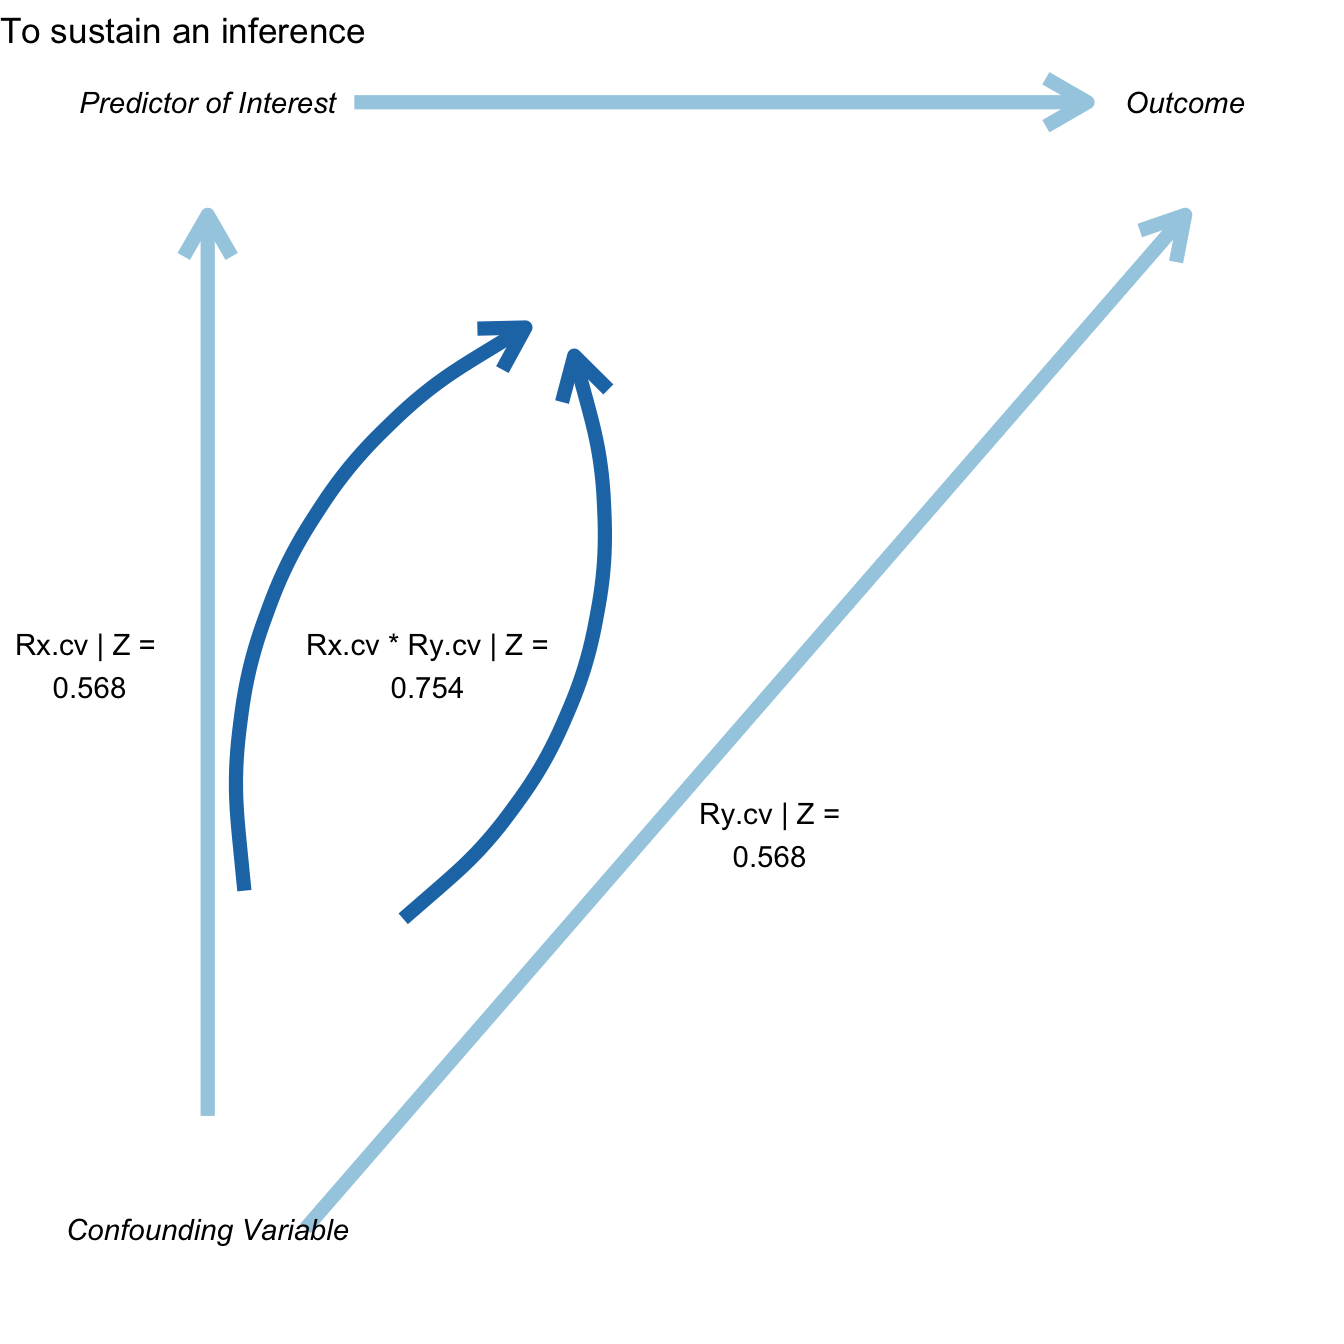 To sustain an inference
Predictor of Interest
Outcome
Rx.cv | Z =
0.568
Rx.cv * Ry.cv | Z =
0.754
Ry.cv | Z =
0.568
Confounding Variable